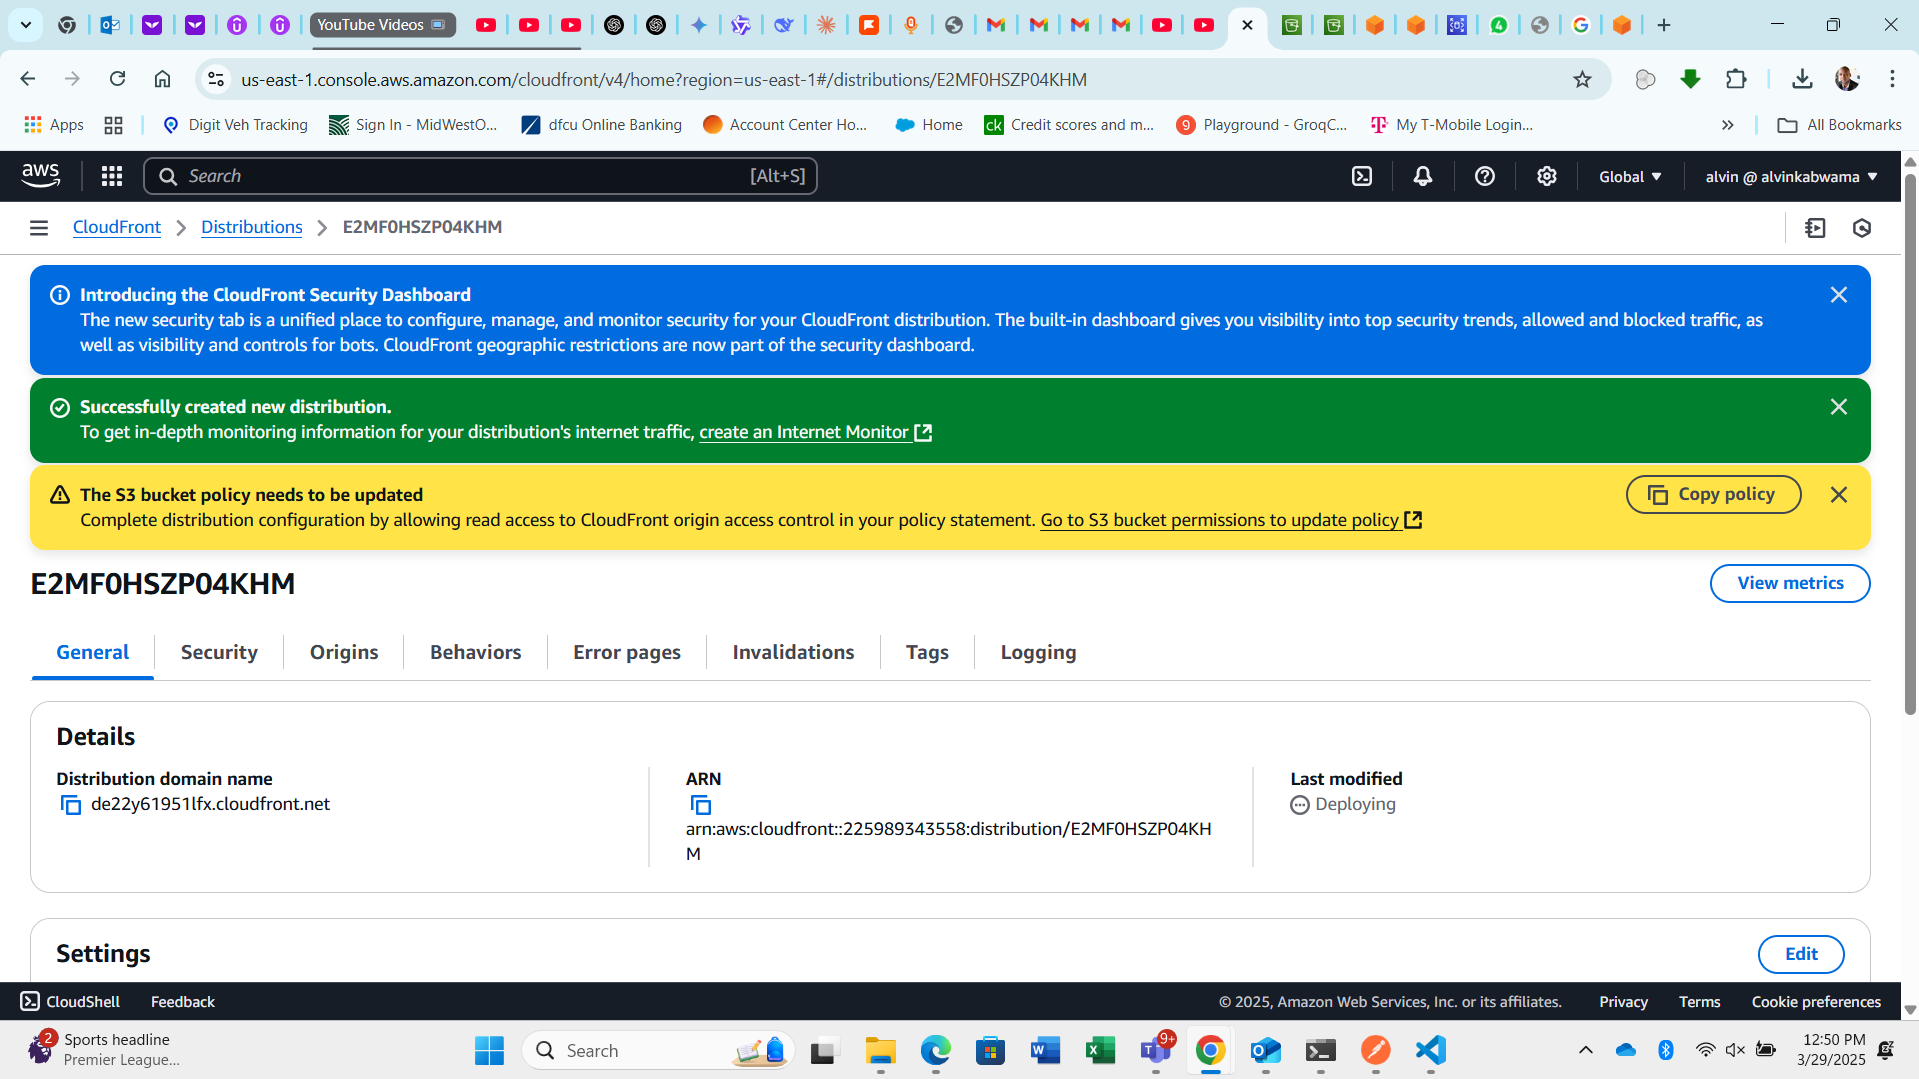 YouTube Videos
4
us-east-1.console.aws.amazon.com/cloudfront/v4/home?region=us-east-1#/distributions/E2MF0HSZP04KHM
Apps
Digit Veh Tracking
Sign In - MidWestO...
dfcu Online Banking
Account Center Ho...
Home
ck
Credit scores and m...
9
Playground - GroqC...
My T-Mobile Login...
All Bookmarks
aws
Search
[Alt+S]
Global
alvin @ alvinkabwama
CloudFront
Distributions
E2MF0HSZP04KHM
Introducing the CloudFront Security Dashboard
The new security tab is a unified place to configure, manage, and monitor security for your CloudFront distribution. The built-in dashboard gives you visibility into top security trends, allowed and blocked traffic, as
well as visibility and controls for bots. CloudFront geographic restrictions are now part of the security dashboard.
Successfully created new distribution.
To get in-depth monitoring information for your distribution's internet traffic, create an Internet Monitor
The S3 bucket policy needs to be updated
Complete distribution configuration by allowing read access to CloudFront origin access control in your policy statement. Go to S3 bucket permissions to update policy
Copy policy
E2MF0HSZP04KHM
View metrics
General
Security
Origins
Behaviors
Error pages
Invalidations
Tags
Logging
Details
Distribution domain name
de22y61951lfx.cloudfront.net
ARN
arn:aws:cloudfront::225989343558:distribution/E2MF0HSZP04KH
M
Last modified
Deploying
Settings
Edit
CloudShell
Feedback
© 2025, Amazon Web Services, Inc. or its affiliates.
Privacy
Terms
Cookie preferences
2
Sports headline
Premier League...
Search
9+
12:50 PM
3/29/2025